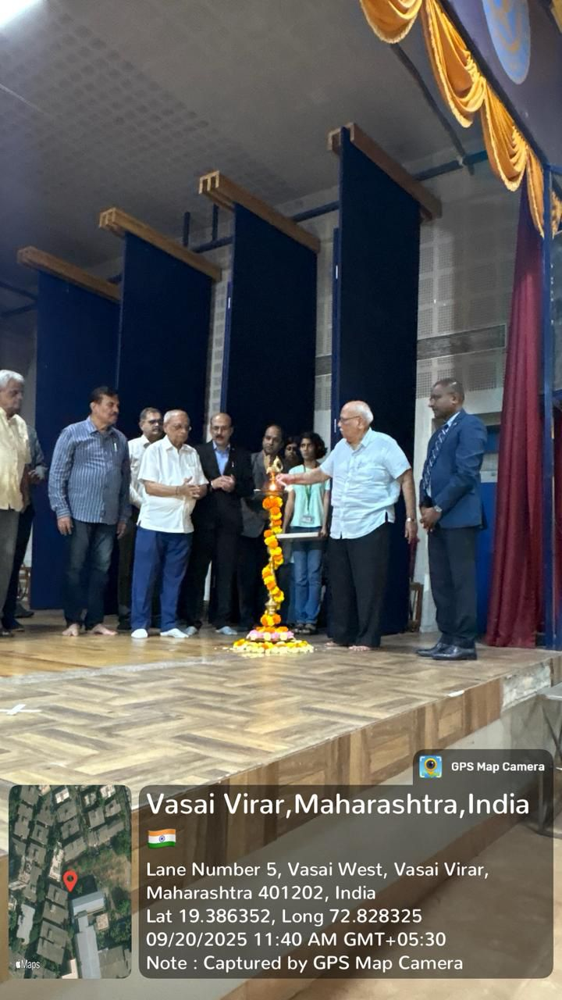 GPS Map Camera
Vasai Virar,Maharashtra,India
🇮🇳
Lane Number 5, Vasai West, Vasai Virar,
Maharashtra 401202, India
Lat 19.386352, Long 72.828325
09/20/2025 11:40 AM GMT+05:30
Note : Captured by GPS Map Camera
Maps